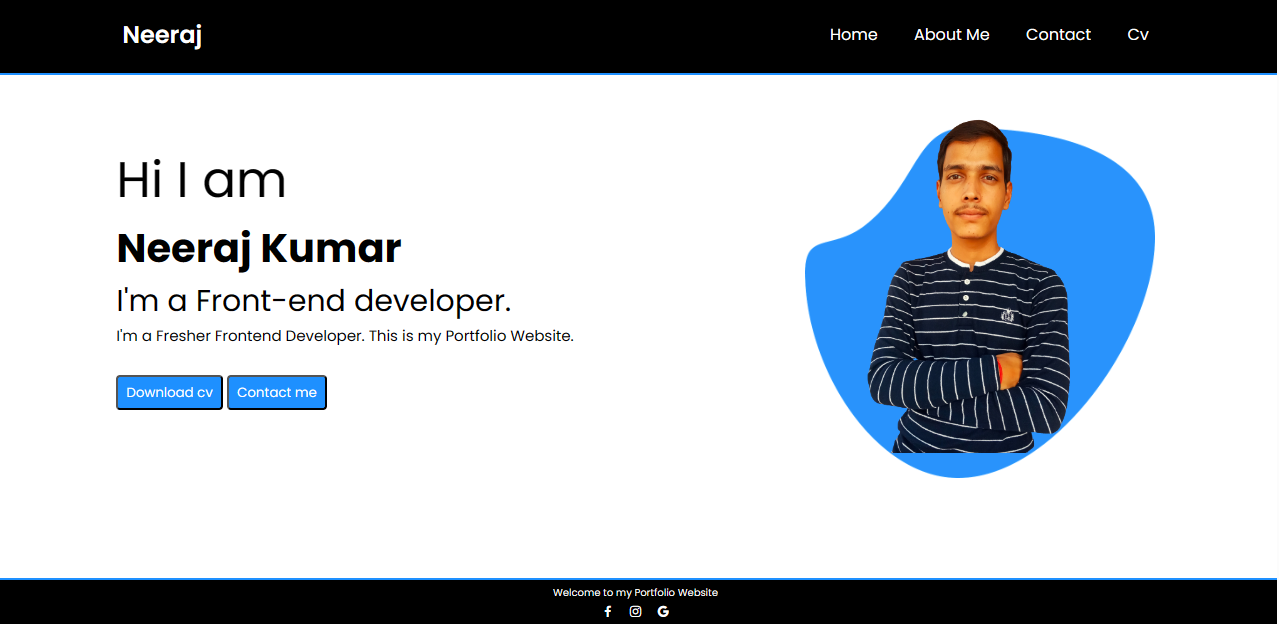 Neeraj
Home About Me Contact Cv
Hi I am
Neeraj Kumar
I'm a Front-end developer.
I'm a Fresher Frontend Developer. This is my Portfolio Website.
Download cv Contact me
Welcome to my Portfolio Website